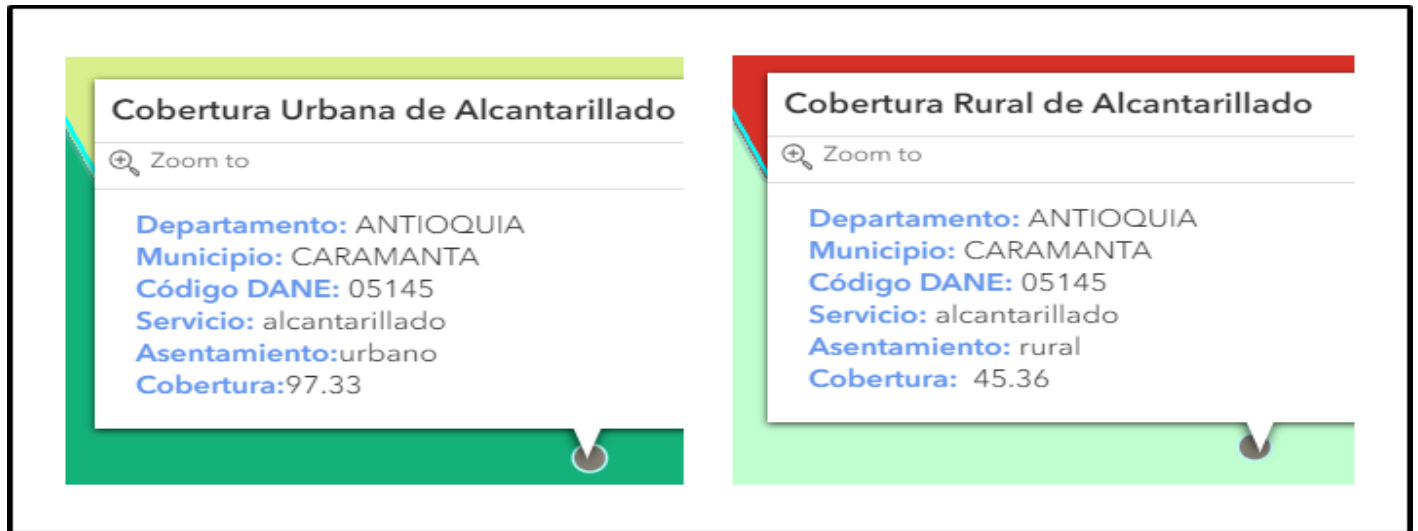 Cobertura Urbana de Alcantarillado
Zoom to
Departamento: ANTIOQUIA
Municipio: CARAMANTA
Código DANE: 05145
Servicio: alcantarillado
Asentamiento:urbano
Cobertura:97.33
Cobertura Rural de Alcantarillado
Zoom to
Departamento: ANTIOQUIA
Municipio: CARAMANTA
Código DANE: 05145
Servicio: alcantarillado
Asentamiento: rural
Cobertura: 45.36